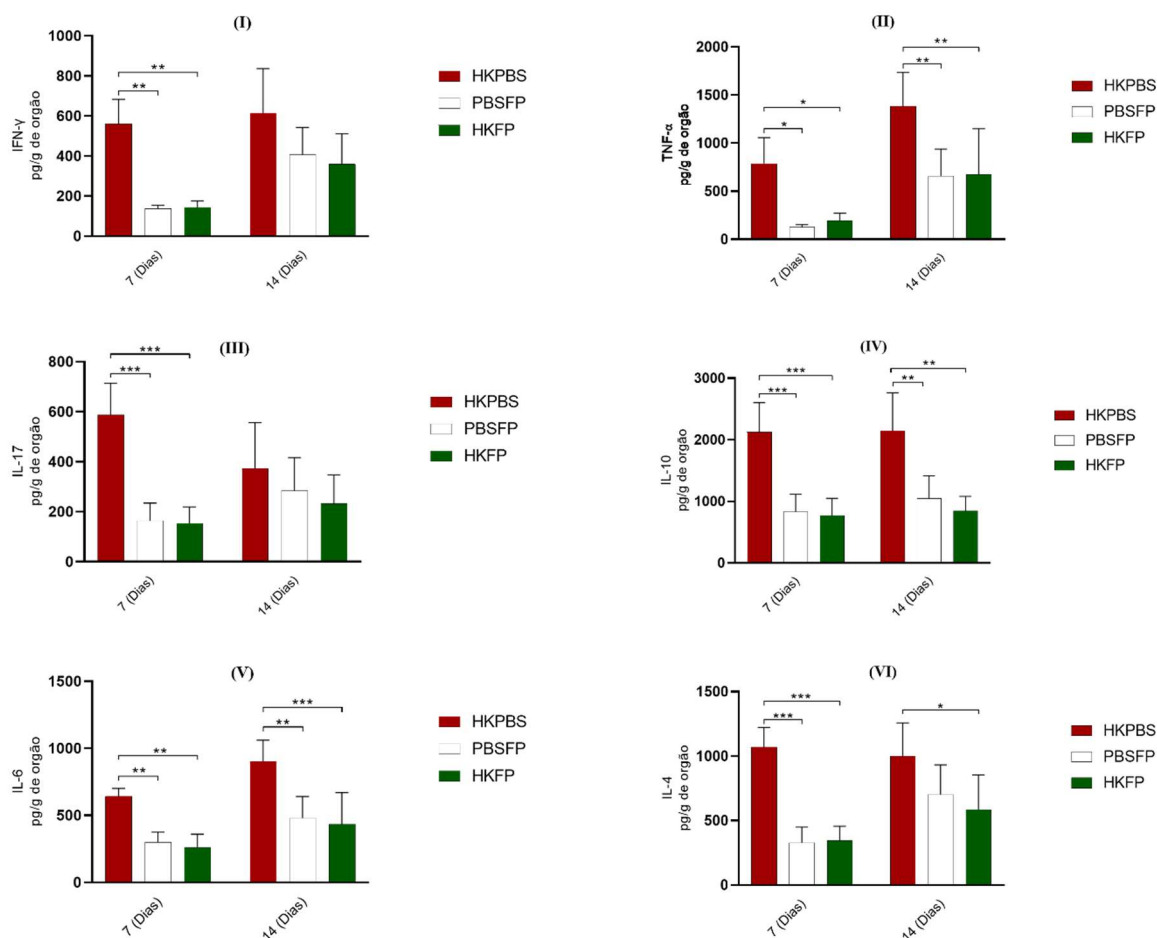 (I)
IFN-γ
pg/g de orgão
1000
800
600
400
200
0
**
**
7 (Dias)
14 (Dias)
HKPBS
PBSFP
HKFP
(II)
TNF-α
pg/g de orgão
2000
1500
1000
500
0
*
*
**
**
7 (Dias)
14 (Dias)
HKPBS
PBSFP
HKFP
(III)
IL-17
pg/g de orgão
800
600
400
200
0
***
***
7 (Dias)
14 (Dias)
HKPBS
PBSFP
HKFP
(IV)
IL-10
pg/g de orgão
3000
2000
1000
0
***
***
**
**
7 (Dias)
14 (Dias)
HKPBS
PBSFP
HKFP
(V)
IL-6
pg/g de orgão
1500
1000
500
0
**
**
***
**
7 (Dias)
14 (Dias)
HKPBS
PBSFP
HKFP
(VI)
IL-4
pg/g de orgão
1500
1000
500
0
***
***
*
7 (Dias)
14 (Dias)
HKPBS
PBSFP
HKFP